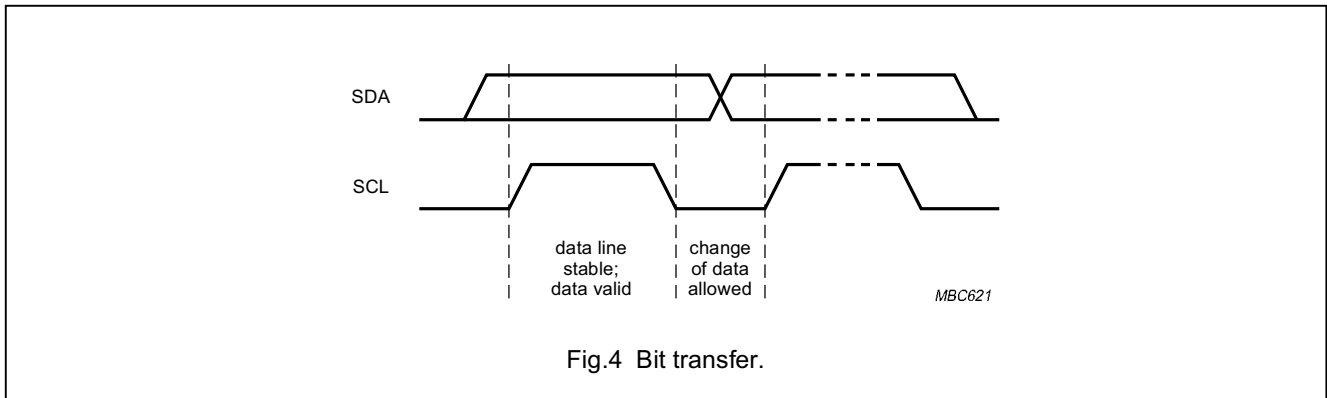 SDA
SCL
data line
stable;
data valid
change
of data
allowed
MBC621
Fig.4 Bit transfer.